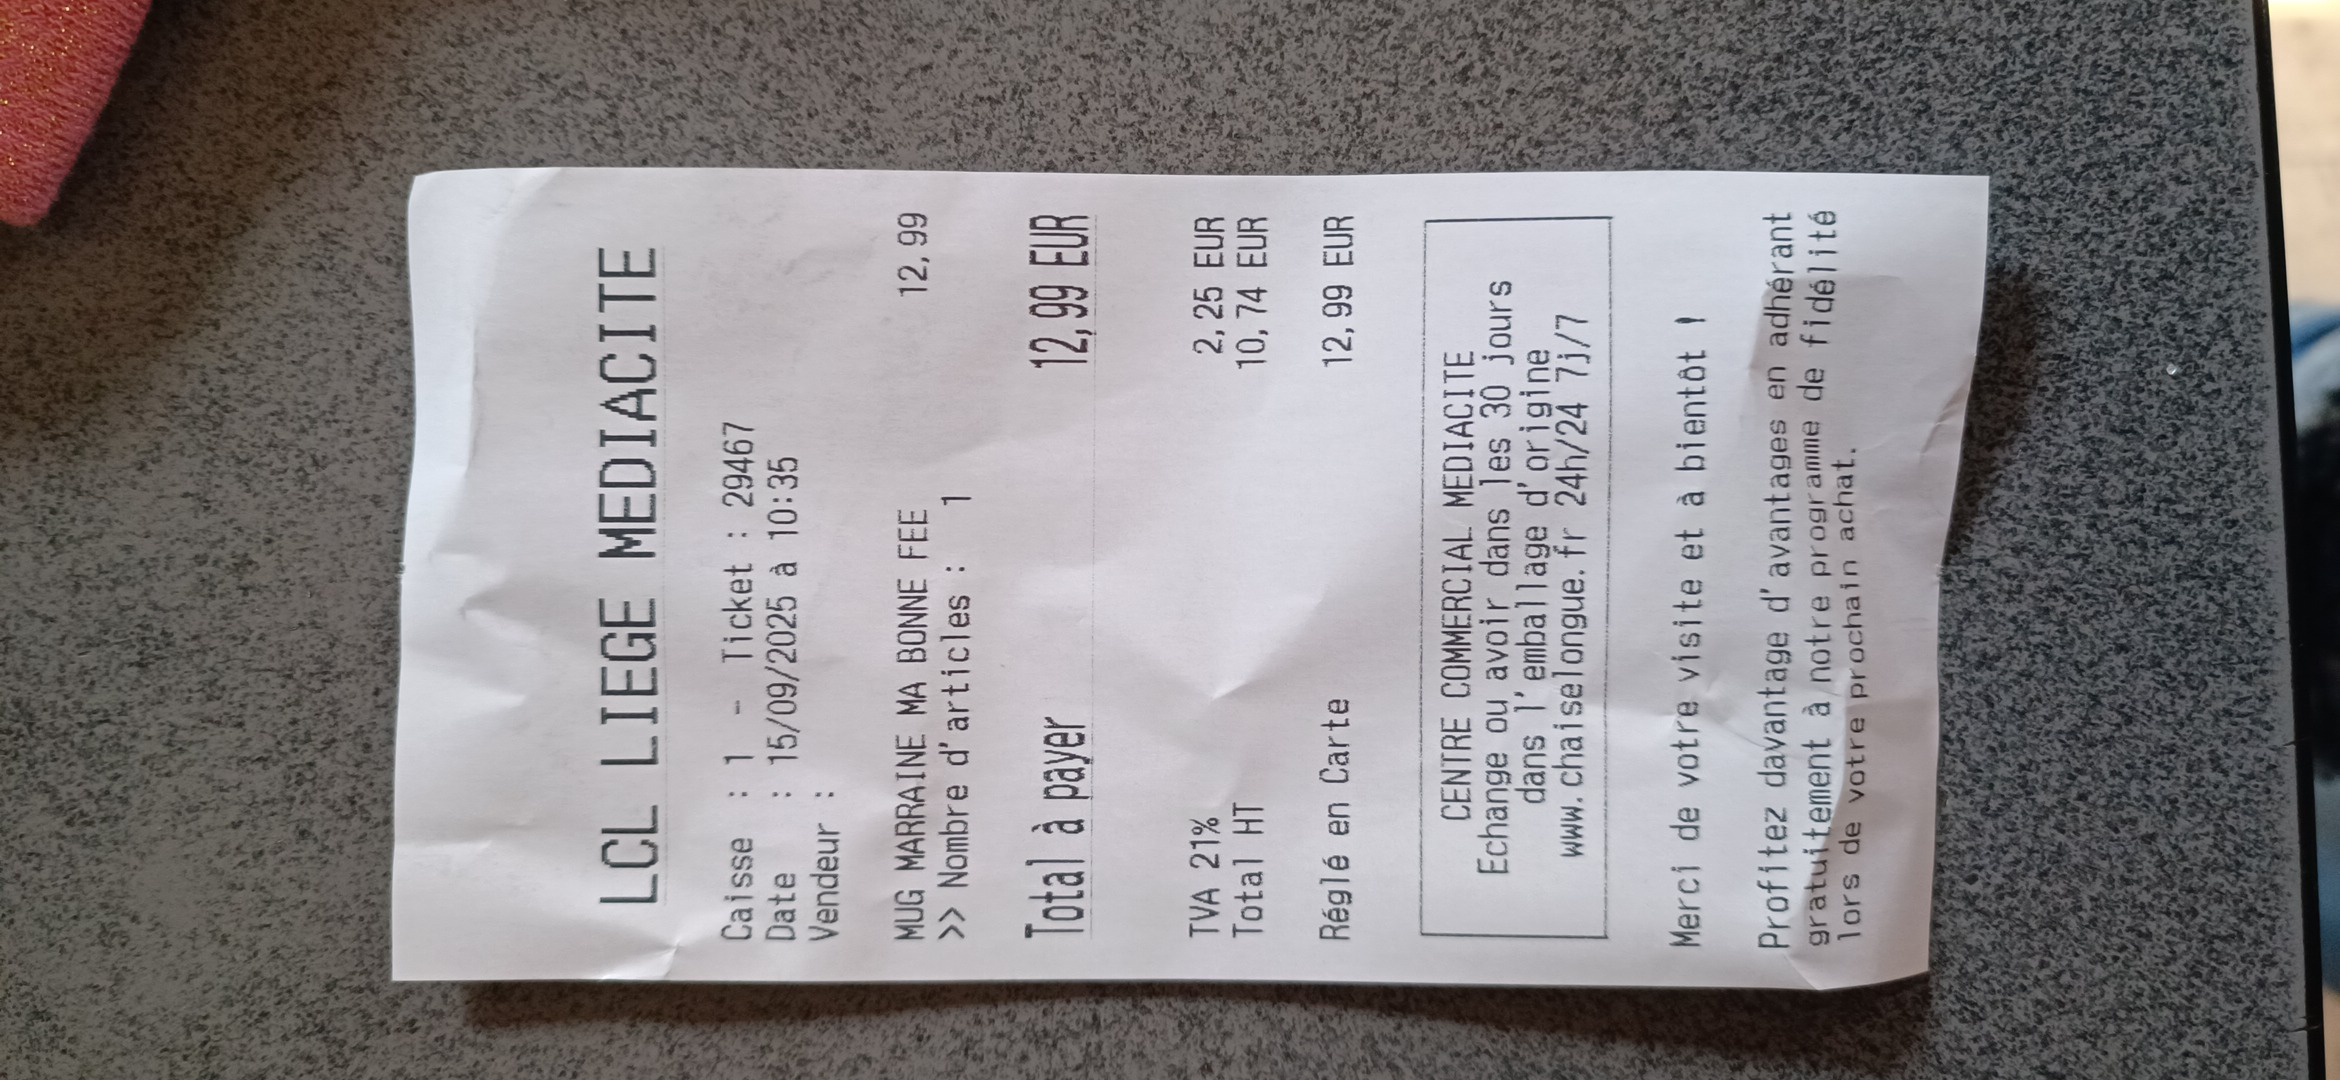 LCL LIEGE MEDIACITE
Caisse : 1 - Ticket : 29467
Date : 15/09/2025 à 10:35
Vendeur :
MUG MARRAINE MA BONNE FEE 12,99
>> Nombre d'articles : 1
Total à payer 12,99 EUR
TVA 21% 2,25 EUR
Total HT 10,74 EUR
Réglé en Carte 12,99 EUR
CENTRE COMMERCIAL MEDIACITE
Echange ou avoir dans les 30 jours
dans l'emballage d'origine
www.chaiselongue.fr 24h/24 7j/7
Merci de votre visite et à bientôt !
Profitez davantage d'avantages en adhérant
gratuitement à notre programme de fidélité
lors de votre prochain achat.